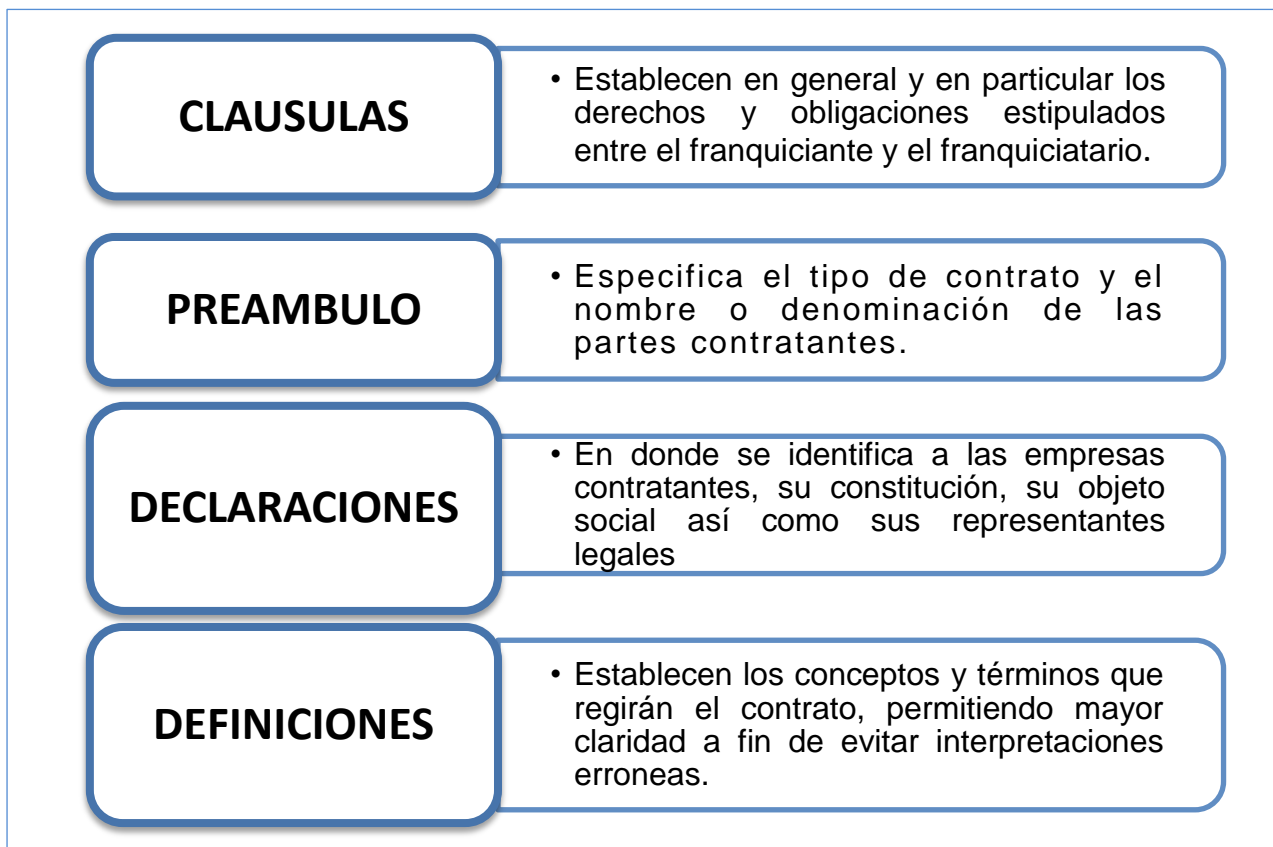 CLAUSULAS
• Establecen en general y en particular los
derechos y obligaciones estipulados
entre el franquiciante y el franquiciatario.
PREAMBULO
• Especifica el tipo de contrato y el
nombre o denominación de las
partes contratantes.
DECLARACIONES
• En donde se identifica a las empresas
contratantes, su constitución, su objeto
social así como sus representantes
legales
DEFINICIONES
• Establecen los conceptos y términos que
regirán el contrato, permitiendo mayor
claridad a fin de evitar interpretaciones
erroneas.